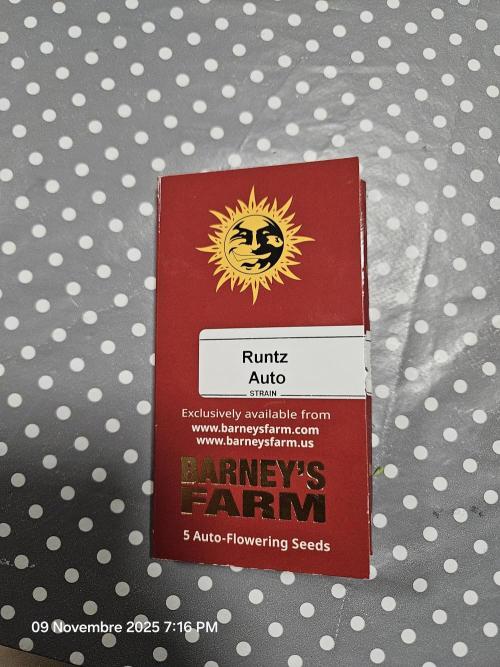 Runtz
Auto
STRAIN
Exclusively available from
www.barneysfarm.com
www.barneysfarm.us
BARNEY'S
FARM
5 Auto-Flowering Seeds
09 Novembre 2025 7:16 PM